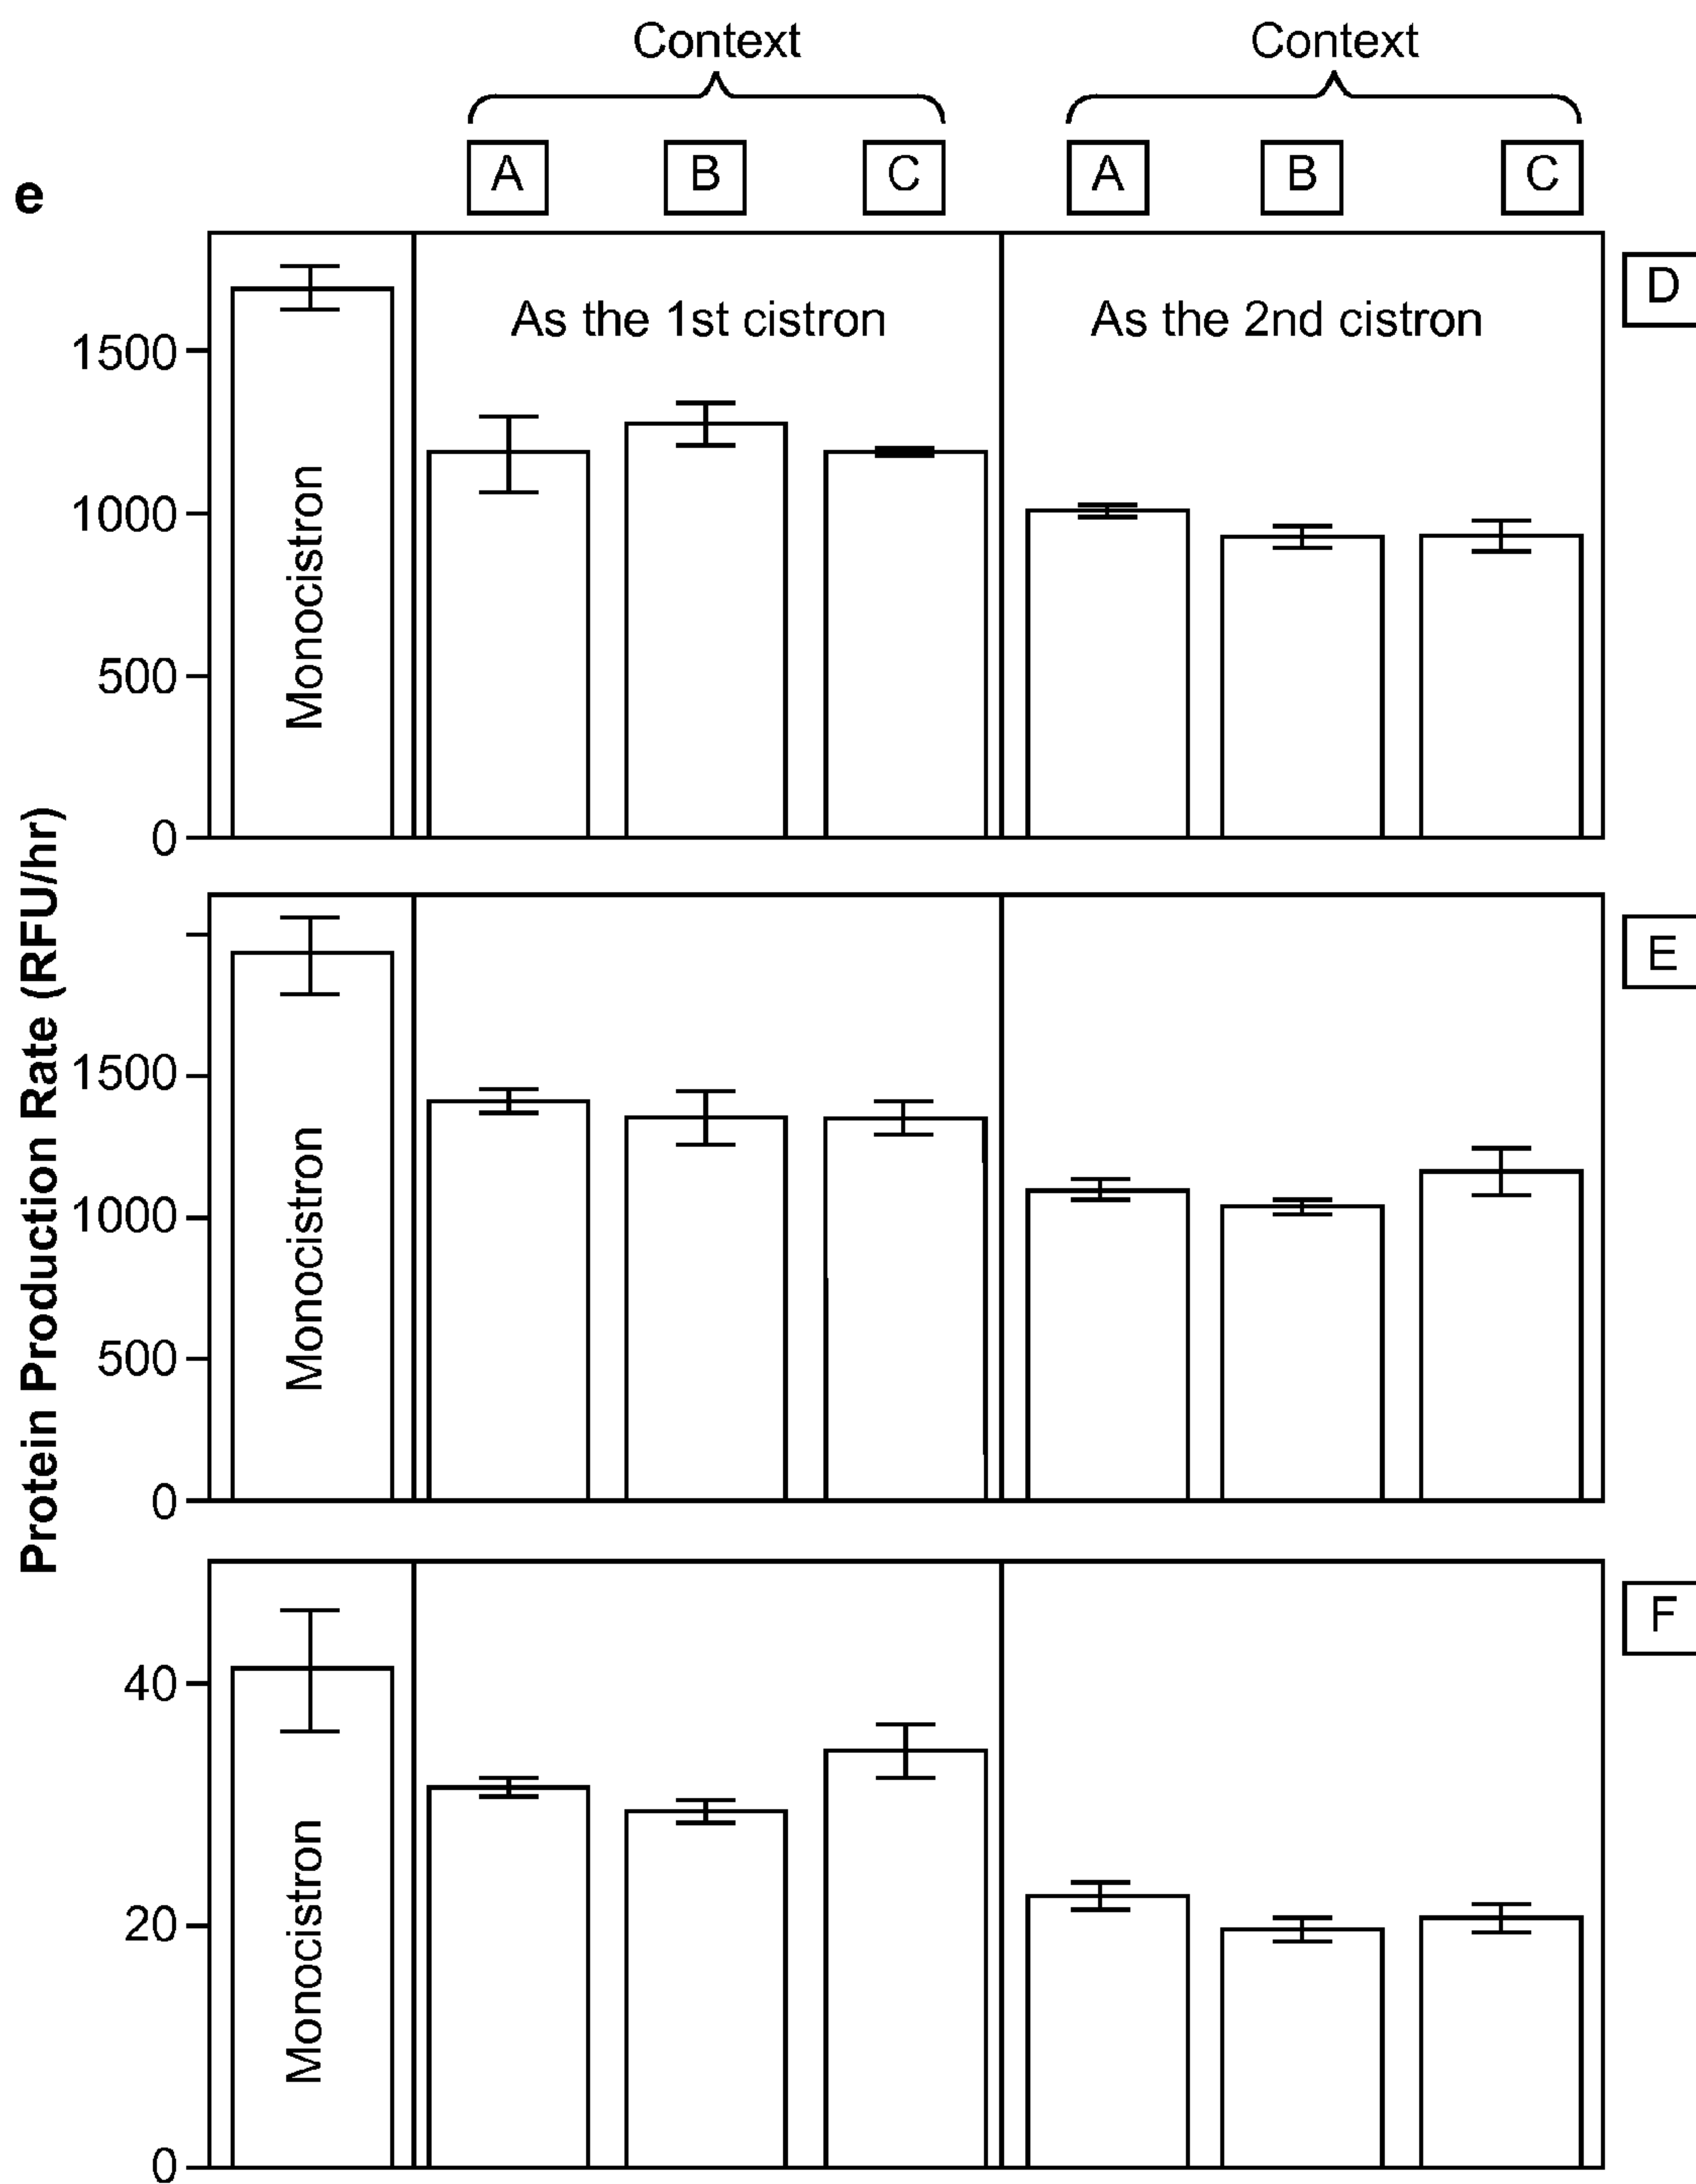 Context Context
A B C A B C
e
D
As the 1st cistron As the 2nd cistron
1500
1000
500
0
Monocistron
E
1500
1000
500
0
Monocistron
Protein Production Rate (RFU/hr)
F
40
20
0
Monocistron